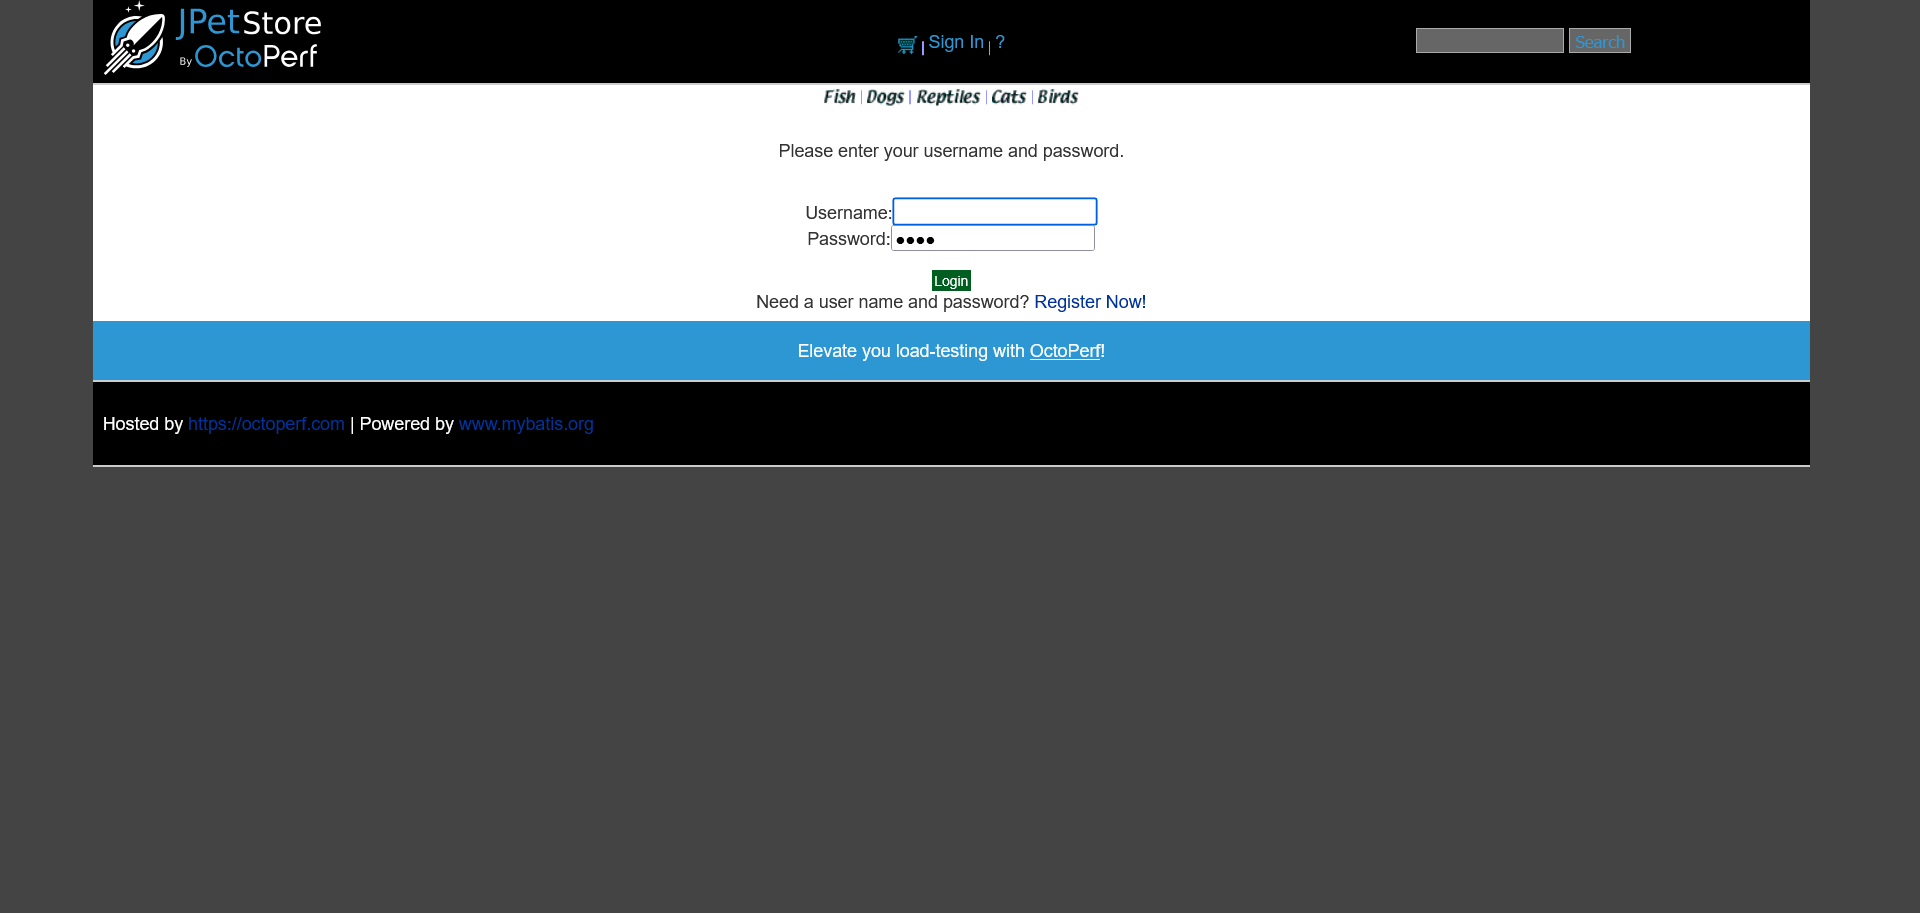 JPetStore
By OctoPerf
| Sign In | ?
Search
Fish | Dogs | Reptiles | Cats | Birds
Please enter your username and password.
Username:
Password: ●●●●
Login
Need a user name and password? Register Now!
Elevate you load-testing with OctoPerf!
Hosted by https://octoperf.com | Powered by www.mybatis.org